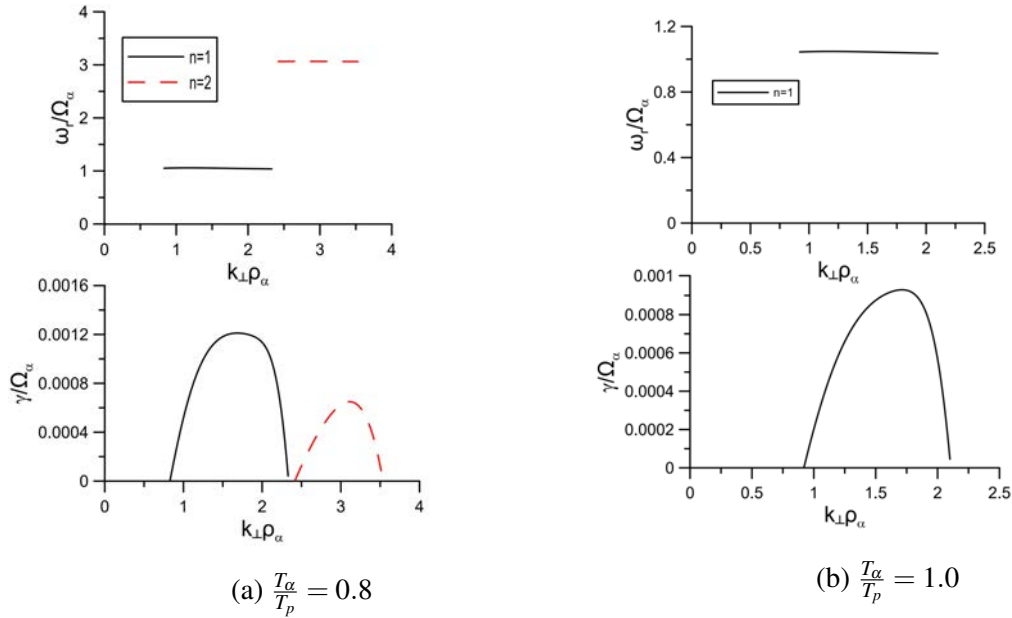 4
3
2
1
0
ω_r/Ω_α
n=1
n=2
0 1 2 3 4
k_⊥ρ_α
0.0016
0.0012
0.0008
0.0004
0
γ/Ω_α
0 1 2 3 4
k_⊥ρ_α
(a) T_α/T_p = 0.8
1.2
0.8
0.4
0
ω_r/Ω_α
n=1
0 0.5 1 1.5 2 2.5
k_⊥ρ_α
0.001
0.0008
0.0006
0.0004
0.0002
0
γ/Ω_α
0 0.5 1 1.5 2 2.5
k_⊥ρ_α
(b) T_α/T_p = 1.0